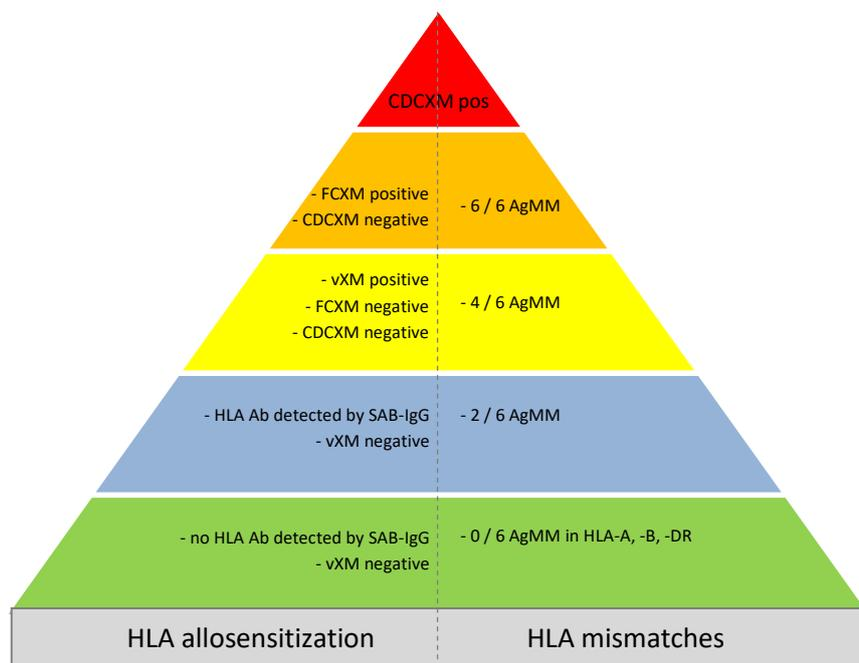 CDCXM pos
- FCXM positive
- CDCXM negative
- 6 / 6 AgMM
- vXM positive
- FCXM negative
- CDCXM negative
- 4 / 6 AgMM
- HLA Ab detected by SAB-IgG
- vXM negative
- 2 / 6 AgMM
- no HLA Ab detected by SAB-IgG
- vXM negative
- 0 / 6 AgMM in HLA-A, -B, -DR
HLA allosensitization
HLA mismatches